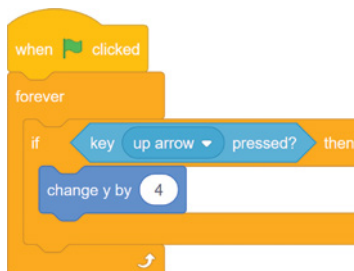 when clicked
forever
if key up arrow pressed? then
change y by 4